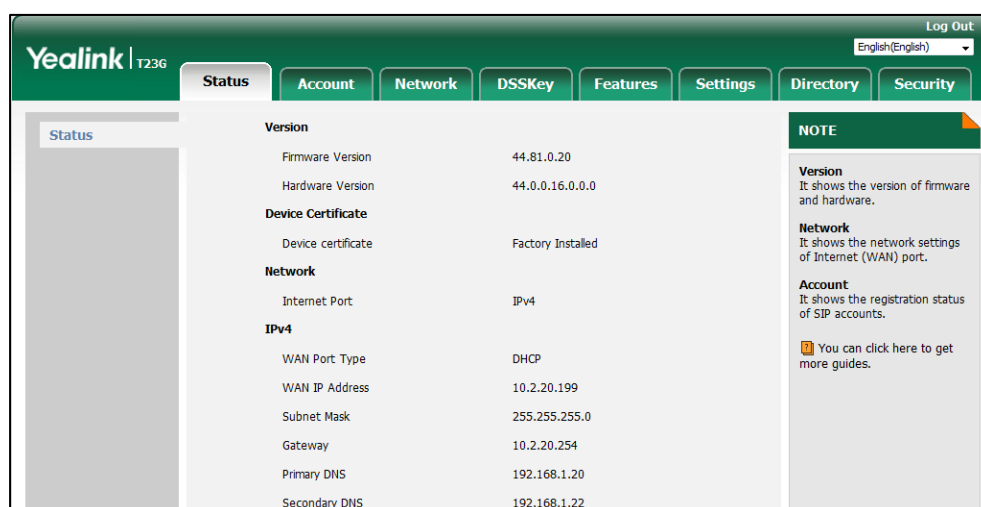 Log Out
English(English)
Yealink | T23G
Status Account Network DSSKey Features Settings Directory Security
Status
Version
Firmware Version 44.81.0.20
Hardware Version 44.0.0.16.0.0.0
Device Certificate
Device certificate Factory Installed
Network
Internet Port IPv4
IPv4
WAN Port Type DHCP
WAN IP Address 10.2.20.199
Subnet Mask 255.255.255.0
Gateway 10.2.20.254
Primary DNS 192.168.1.20
Secondary DNS 192.168.1.22
NOTE
Version
It shows the version of firmware
and hardware.
Network
It shows the network settings
of Internet (WAN) port.
Account
It shows the registration status
of SIP accounts.
You can click here to get
more guides.